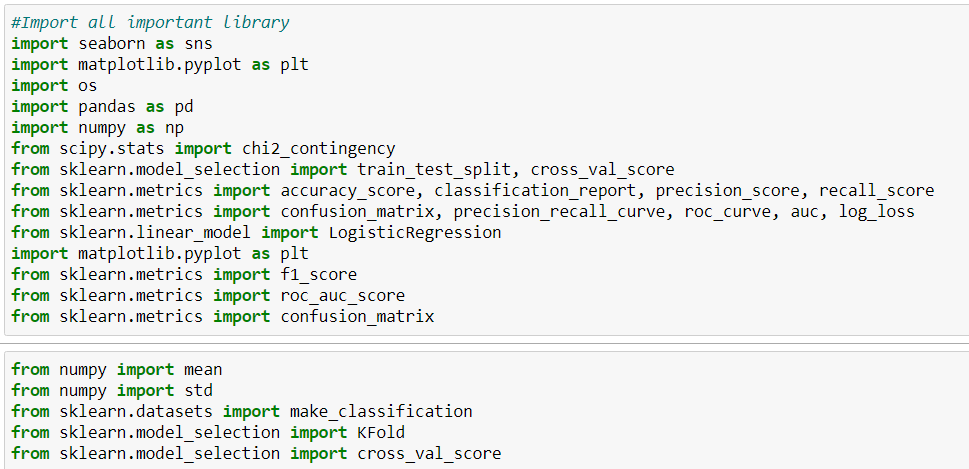 #Import all important library
import seaborn as sns
import matplotlib.pyplot as plt
import os
import pandas as pd
import numpy as np
from scipy.stats import chi2_contingency
from sklearn.model_selection import train_test_split, cross_val_score
from sklearn.metrics import accuracy_score, classification_report, precision_score, recall_score
from sklearn.metrics import confusion_matrix, precision_recall_curve, roc_curve, auc, log_loss
from sklearn.linear_model import LogisticRegression
import matplotlib.pyplot as plt
from sklearn.metrics import f1_score
from sklearn.metrics import roc_auc_score
from sklearn.metrics import confusion_matrix
from numpy import mean
from numpy import std
from sklearn.datasets import make_classification
from sklearn.model_selection import KFold
from sklearn.model_selection import cross_val_score